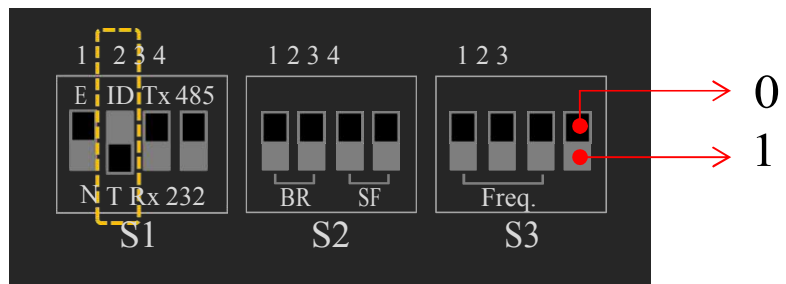 1 2 3 4
1 2 3 4
1 2 3
E ID Tx 485
0
1
N T Rx 232
BR SF
Freq.
S1
S2
S3